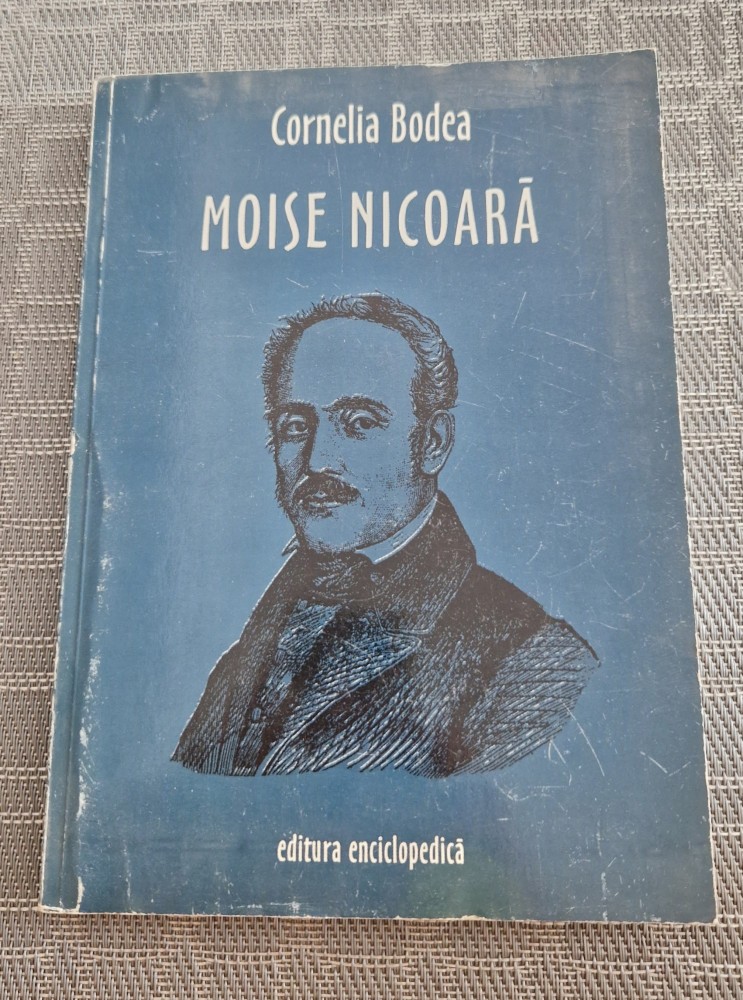 Cornelia Bodea
MOISE NICOARĂ
editura enciclopedică